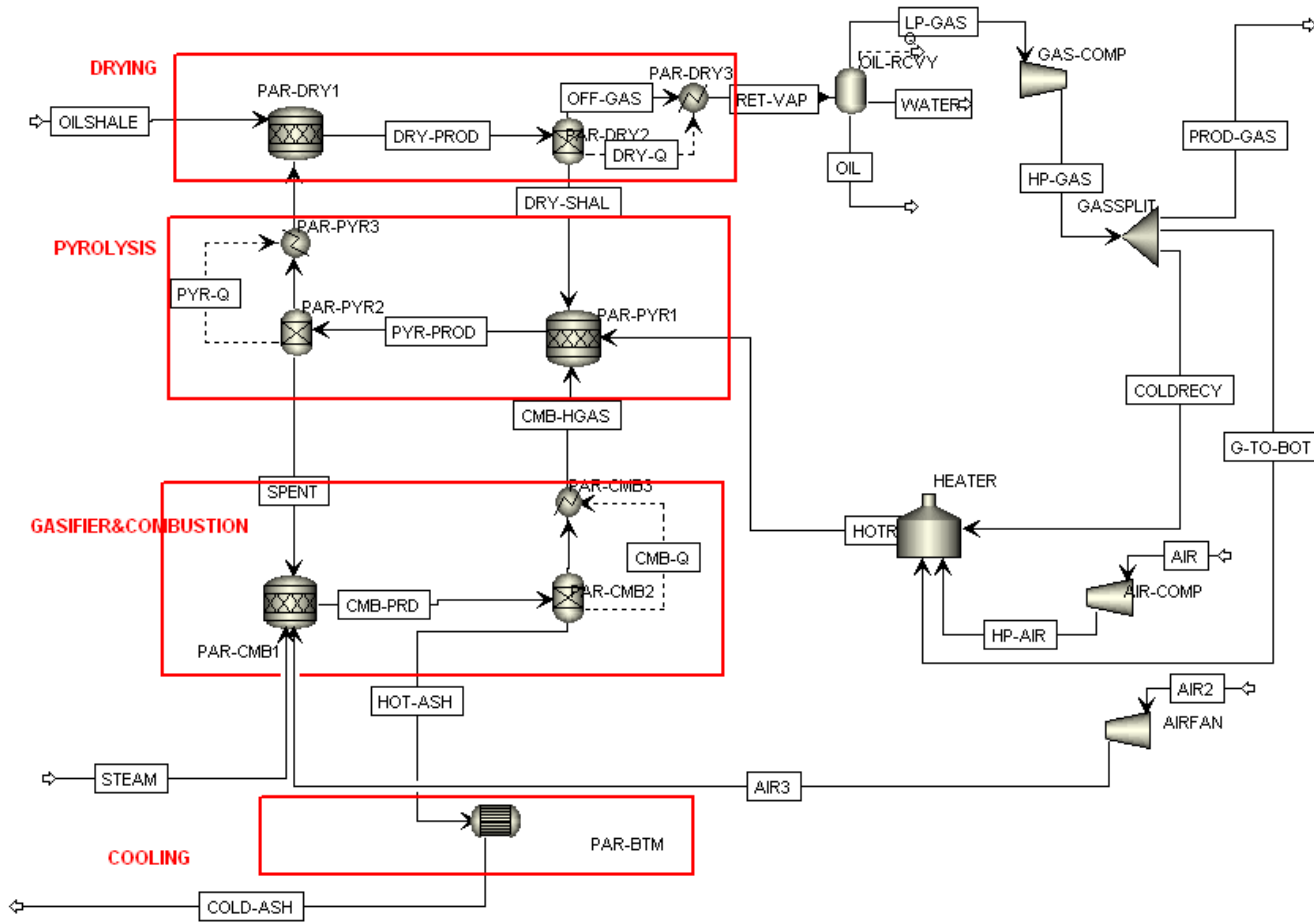 LP-GAS
Q
OIL-RCVY
GAS-COMP
DRYING
PAR-DRY1
PAR-DRY3
OFF-GAS
RET-VAP
WATER
OILSHALE
DRY-PROD
PAR-DRY2
DRY-Q
PROD-GAS
OIL
HP-GAS
DRY-SHAL
GASSPLIT
PYROLYSIS
PAR-PYR3
PYR-Q
PAR-PYR2
PAR-PYR1
PYR-PROD
COLDRECY
CMB-HGAS
G-TO-BOT
SPENT
PAR-CMB3
HEATER
GASIFIER&COMBUSTION
HOTR
CMB-Q
AIR
PAR-CMB2
AIR-COMP
CMB-PRD
HP-AIR
PAR-CMB1
AIR2
HOT-ASH
AIRFAN
STEAM
AIR3
PAR-BTM
COOLING
COLD-ASH